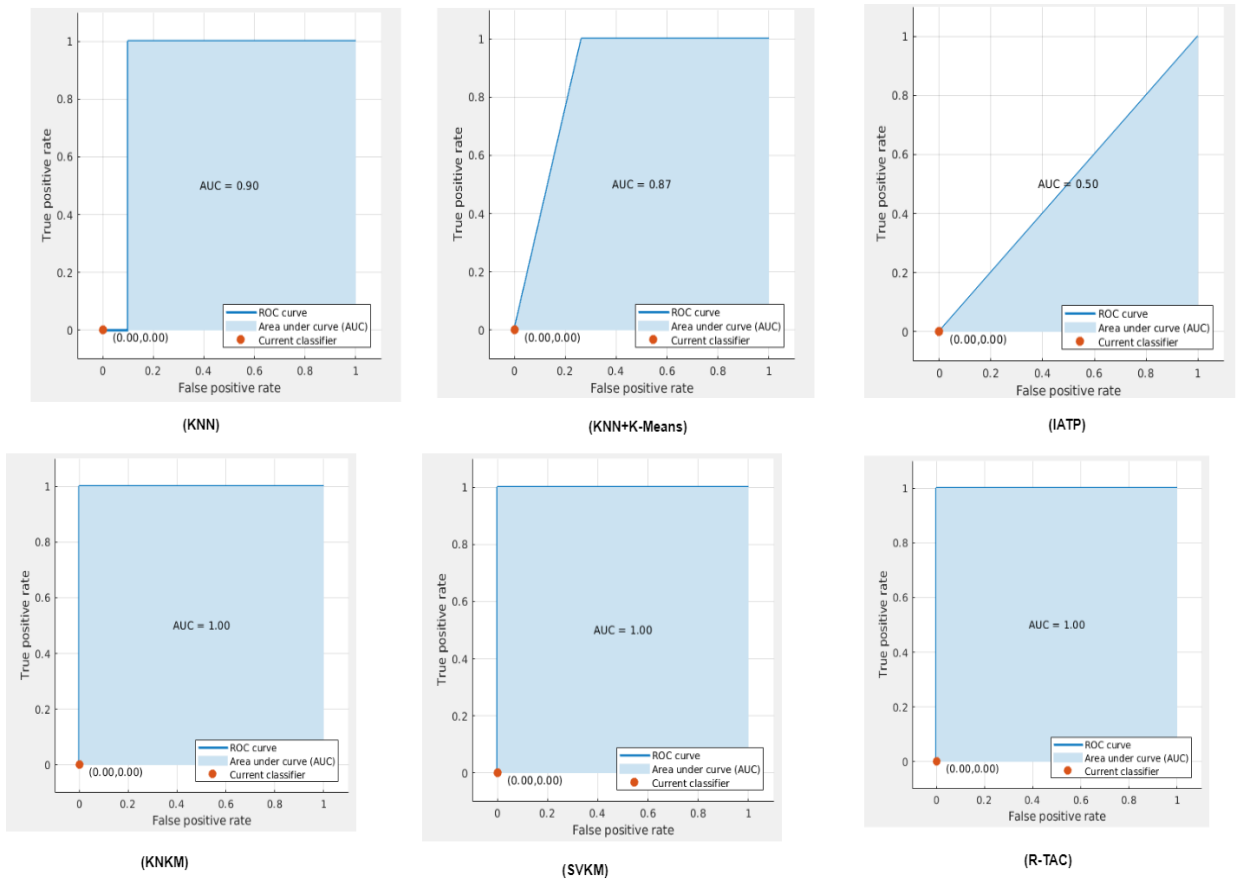 1
0.8
0.6
0.4
0.2
0
True positive rate
AUC = 0.90
ROC curve
Area under curve (AUC)
Current classifier
(0.00,0.00)
0 0.2 0.4 0.6 0.8 1
False positive rate
(KNN)
1
0.8
0.6
0.4
0.2
0
True positive rate
AUC = 0.87
ROC curve
Area under curve (AUC)
Current classifier
(0.00,0.00)
0 0.2 0.4 0.6 0.8 1
False positive rate
(KNN+K-Means)
1
0.8
0.6
0.4
0.2
0
True positive rate
AUC = 0.50
ROC curve
Area under curve (AUC)
Current classifier
(0.00,0.00)
0 0.2 0.4 0.6 0.8 1
False positive rate
(IATP)
1
0.8
0.6
0.4
0.2
0
True positive rate
AUC = 1.00
ROC curve
Area under curve (AUC)
Current classifier
(0.00,0.00)
0 0.2 0.4 0.6 0.8 1
False positive rate
(KNKM)
1
0.8
0.6
0.4
0.2
0
True positive rate
AUC = 1.00
ROC curve
Area under curve (AUC)
Current classifier
(0.00,0.00)
0 0.2 0.4 0.6 0.8 1
False positive rate
(SVKM)
1
0.8
0.6
0.4
0.2
0
True positive rate
AUC = 1.00
ROC curve
Area under curve (AUC)
Current classifier
(0.00,0.00)
0 0.2 0.4 0.6 0.8 1
False positive rate
(R-TAC)